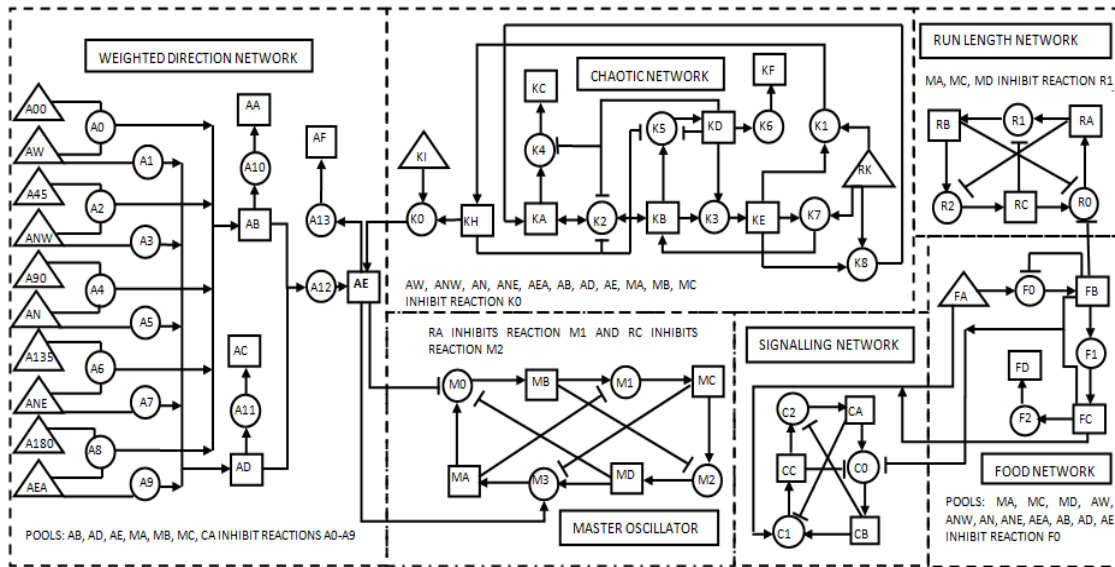 WEIGHTED DIRECTION NETWORK
A00
AW
A45
ANW
A90
AN
A135
ANE
A180
AEA
A0
A1
A2
A3
A4
A5
A6
A7
A8
A9
AA
A10
AB
AC
A11
AD
AF
A13
A12
AE
POOLS: AB, AD, AE, MA, MB, MC, CA INHIBIT REACTIONS A0-A9
CHAOTIC NETWORK
KI
K0
KH
KC
K4
KA
K2
K5
KB
KD
K3
KF
K6
KE
K1
K7
RK
K8
AW, ANW, AN, ANE, AEA, AB, AD, AE, MA, MB, MC
INHIBIT REACTION K0
RA INHIBITS REACTION M1 AND RC INHIBITS
REACTION M2
M0
MB
M1
MC
MA
M3
MD
M2
MASTER OSCILLATOR
SIGNALLING NETWORK
C2
CA
CC
C0
C1
CB
RUN LENGTH NETWORK
MA, MC, MD INHIBIT REACTION R1
RB
R1
RA
R2
RC
R0
FA
F0
FB
F1
FD
F2
FC
FOOD NETWORK
POOLS: MA, MC, MD, AW,
ANW, AN, ANE, AEA, AB, AD, AE
INHIBIT REACTION F0